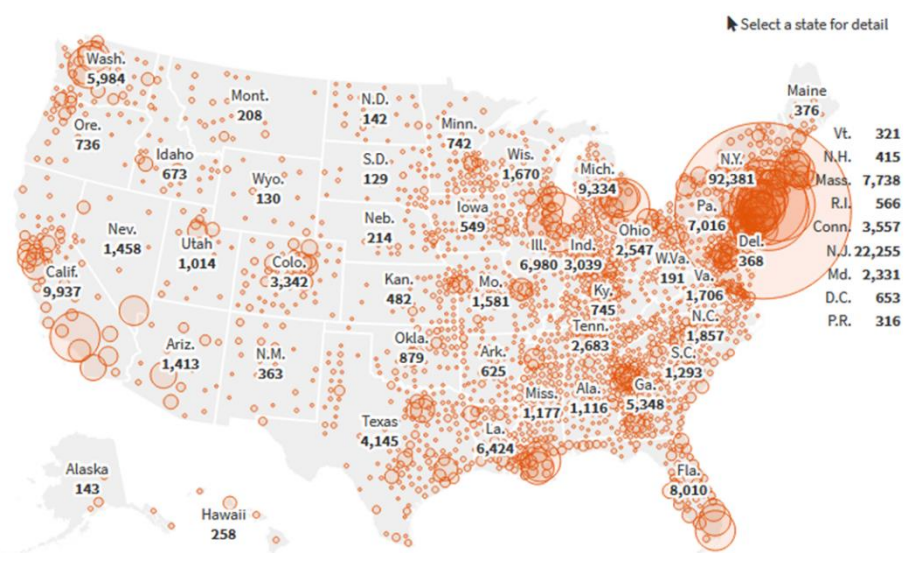 Select a state for detail
Wash.
5,984
Ore.
736
Idaho
673
Mont.
208
Wyo.
130
N.D.
142
S.D.
129
Neb.
214
Minn.
742
Wis.
1,670
Mich.
9,334
Iowa
549
Ill.
6,980
Ind.
3,039
Ohio
2,547
N.Y.
92,381
Pa.
7,016
Maine
376
Vt. 321
N.H. 415
Mass. 7,738
R.I. 566
Conn. 3,557
N.J. 22,255
Md. 2,331
D.C. 653
P.R. 316
Del.
368
W.Va.
191
Va.
1,706
Nev.
1,458
Utah
1,014
Colo.
3,342
Kan.
482
Mo.
1,581
Ky.
745
Calif.
9,937
Ariz.
1,413
N.M.
363
Okla.
879
Ark.
625
Tenn.
2,683
N.C.
1,857
S.C.
1,293
Texas
4,145
La.
6,424
Miss.
1,177
Ala.
1,116
Ga.
5,348
Fla.
8,010
Alaska
143
Hawaii
258